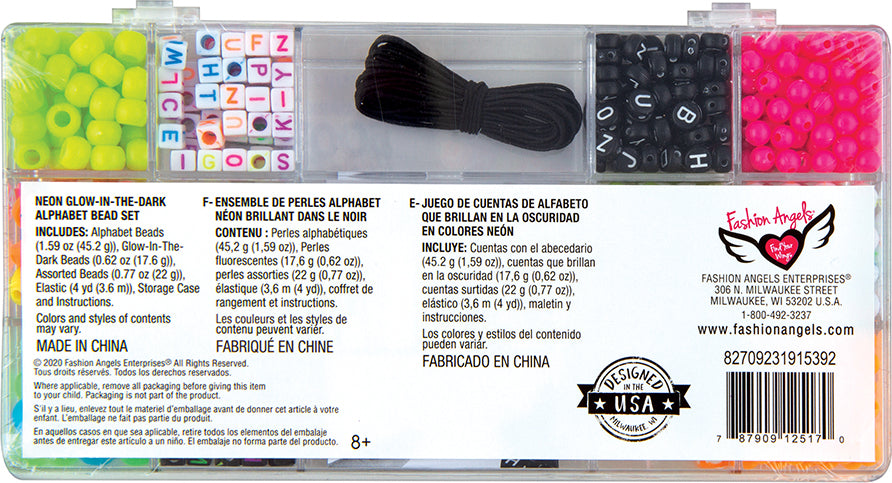 NEON GLOW-IN-THE-DARK
ALPHABET BEAD SET
INCLUDES: Alphabet Beads
(1.59 oz (45.2 g)), Glow-In-The-
Dark Beads (0.62 oz (17.6 g)),
Assorted Beads (0.77 oz (22 g)),
Elastic (4 yd (3.6 m)), Storage Case
and Instructions.
Colors and styles of contents
may vary.
MADE IN CHINA
F- ENSEMBLE DE PERLES ALPHABET
NÉON BRILLANT DANS LE NOIR
CONTENU : Perles alphabétiques
(45,2 g (1,59 oz)), Perles
fluorescentes (17,6 g (0,62 oz)),
perles assorties (22 g (0,77 oz)),
élastique (3,6 m (4 yd)), coffret de
rangement et instructions.
Les couleurs et les styles de
contenu peuvent varier.
FABRIQUÉ EN CHINE
E- JUEGO DE CUENTAS DE ALFABETO
QUE BRILLAN EN LA OSCURIDAD
EN COLORES NEÓN
INCLUYE: Cuentas con el abecedario
(45.2 g (1,59 oz)), cuentas que brillan
en la oscuridad (17,6 g (0,62 oz)),
cuentas surtidas (22 g (0,77 oz)),
elástico (3,6 m (4 yd)), maletín y
instrucciones.
Los colores y estilos del contenido
pueden variar.
FABRICADO EN CHINA
© 2020 Fashion Angels Enterprises® All Rights Reserved.
Tous droits réservés. Todos los derechos reservados.
Where applicable, remove all packaging before giving this item
to your child. Packaging is not part of the product.
S'il y a lieu, enlevez tout le materiel d'emballage avant de donner cet article à votre
enfant. L'emballage ne fait pas partie du produit.
En aquellos casos en que sea aplicable, retire todos los elementos del embalaje
antes de entregar este artículo a un niño. El embalaje no forma parte del producto.
8+
DESIGNED
IN THE
USA
MILWAUKEE, WI
Fashion Angels®
Find Your
Wings
FASHION ANGELS ENTERPRISES®
306 N. MILWAUKEE STREET
MILWAUKEE, WI 53202 U.S.A.
1-800-492-3237
www.fashionangels.com
82709231915392
7 87909 12517 0